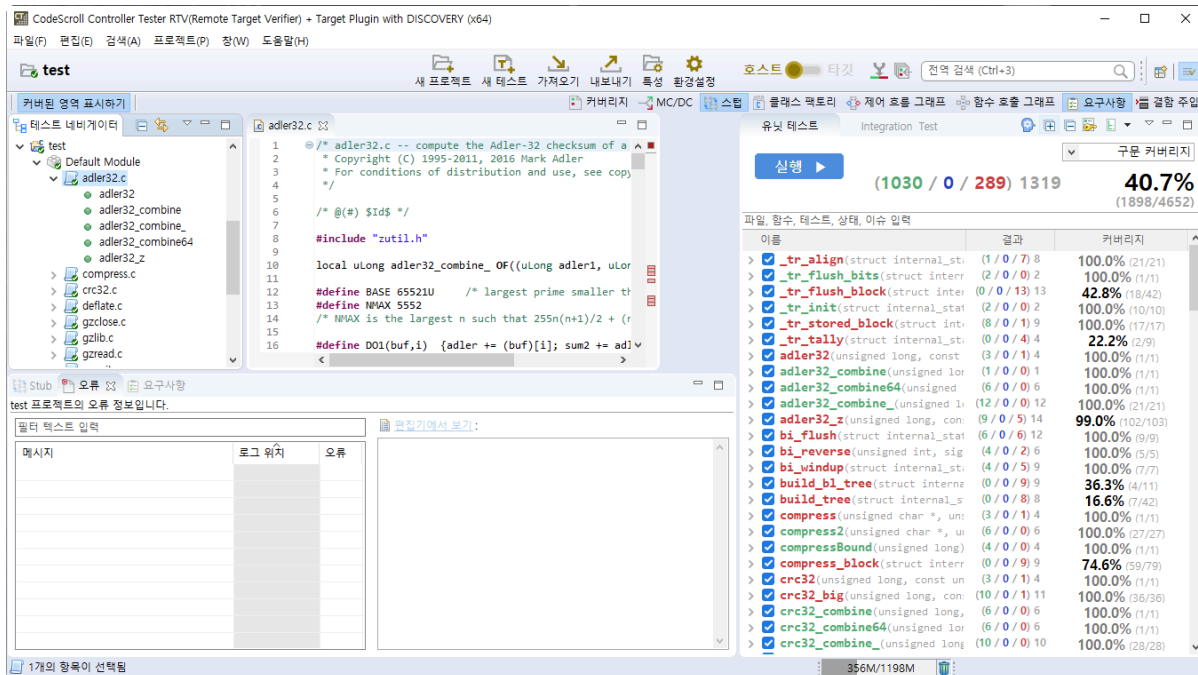 CodeScroll Controller Tester RTV(Remote Target Verifier) + Target Plugin with DISCOVERY (x64)
파일(F) 편집(E) 검색(A) 프로젝트(P) 창(W) 도움말(H)
test
새 프로젝트 새 테스트 가져오기 내보내기 특성 환경설정
호스트 타깃
전역 검색 (Ctrl+3)
커버된 영역 표시하기
커버리지 MC/DC 스텁 클래스 팩토리 제어 흐름 그래프 함수 호출 그래프 요구사항 결함 주입
테스트 네비게이터
test
Default Module
adler32.c
adler32
adler32_combine
adler32_combine_
adler32_combine64
adler32_z
compress.c
crc32.c
deflate.c
gzclose.c
gzlib.c
gzread.c
adler32.c
1 /* adler32.c -- compute the Adler-32 checksum of a
2 * Copyright (C) 1995-2011, 2016 Mark Adler
3 * For conditions of distribution and use, see copy
4 */
5
6 /* @(#) $Id$ */
7
8 #include "zutil.h"
9
10 local uLong adler32_combine_ OF((uLong adler1, uLon
11
12 #define BASE 65521U /* largest prime smaller th
13 #define NMAX 5552
14 /* NMAX is the largest n such that 255n(n+1)/2 + (n
15
16 #define DO1(buf,i) {adler += (buf)[i]; sum2 += adl
유닛 테스트 Integration Test
실행
구문 커버리지
(1030 / 0 / 289) 1319
40.7%
(1898/4652)
파일, 함수, 테스트, 상태, 이슈 입력
이름 결과 커버리지
_tr_align(struct internal_sta (1 / 0 / 7) 8 100.0% (21/21)
_tr_flush_bits(struct intern (2 / 0 / 0) 2 100.0% (1/1)
_tr_flush_block(struct inter (0 / 0 / 13) 13 42.8% (18/42)
_tr_init(struct internal_stat (2 / 0 / 0) 2 100.0% (10/10)
_tr_stored_block(struct int (8 / 0 / 1) 9 100.0% (17/17)
_tr_tally(struct internal_sta (0 / 0 / 4) 4 22.2% (2/9)
adler32(unsigned long, const (3 / 0 / 1) 4 100.0% (1/1)
adler32_combine(unsigned lor (1 / 0 / 0) 1 100.0% (1/1)
adler32_combine64(unsigned (6 / 0 / 0) 6 100.0% (1/1)
adler32_combine_(unsigned l (12 / 0 / 0) 12 100.0% (21/21)
adler32_z(unsigned long, con (9 / 0 / 5) 14 99.0% (102/103)
bi_flush(struct internal_stat (6 / 0 / 6) 12 100.0% (9/9)
bi_reverse(unsigned int, sig (4 / 0 / 2) 6 100.0% (5/5)
bi_windup(struct internal_sta (4 / 0 / 5) 9 100.0% (7/7)
build_bl_tree(struct interna (0 / 0 / 9) 9 36.3% (4/11)
build_tree(struct internal_s (0 / 0 / 8) 8 16.6% (7/42)
compress(unsigned char *, un (3 / 0 / 1) 4 100.0% (1/1)
compress2(unsigned char *, u (6 / 0 / 0) 6 100.0% (27/27)
compressBound(unsigned long) (4 / 0 / 0) 4 100.0% (1/1)
compress_block(struct intern (0 / 0 / 9) 9 74.6% (59/79)
crc32(unsigned long, const un (3 / 0 / 1) 4 100.0% (1/1)
crc32_big(unsigned long, con (10 / 0 / 1) 11 100.0% (36/36)
crc32_combine(unsigned long, (6 / 0 / 0) 6 100.0% (1/1)
crc32_combine64(unsigned lor (6 / 0 / 0) 6 100.0% (1/1)
crc32_combine_(unsigned long (10 / 0 / 0) 10 100.0% (28/28)
Stub 오류 요구사항
test 프로젝트의 오류 정보입니다.
필터 텍스트 입력
편집기에서 보기:
메시지 로그 위치 오류
1개의 항목이 선택됨
356M/1198M